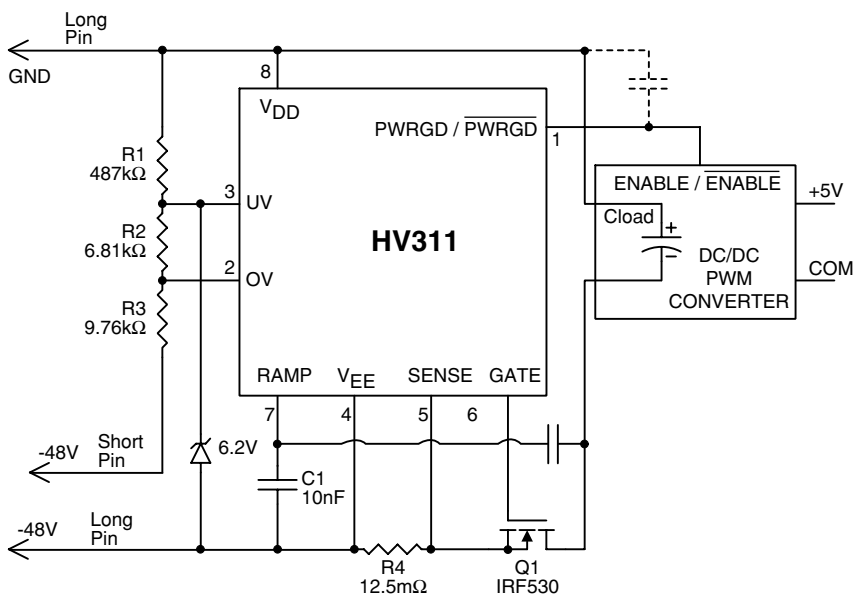 Long
Pin
GND
8
VDD
PWRGD / PWRGD
1
R1
487kΩ
ENABLE / ENABLE
+5V
3
UV
Cload
+
−
R2
6.81kΩ
HV311
DC/DC
PWM
CONVERTER
COM
2
OV
R3
9.76kΩ
RAMP
VEE
SENSE
GATE
7
4
5
6
-48V
Short
Pin
6.2V
C1
10nF
-48V
Long
Pin
R4
12.5mΩ
Q1
IRF530